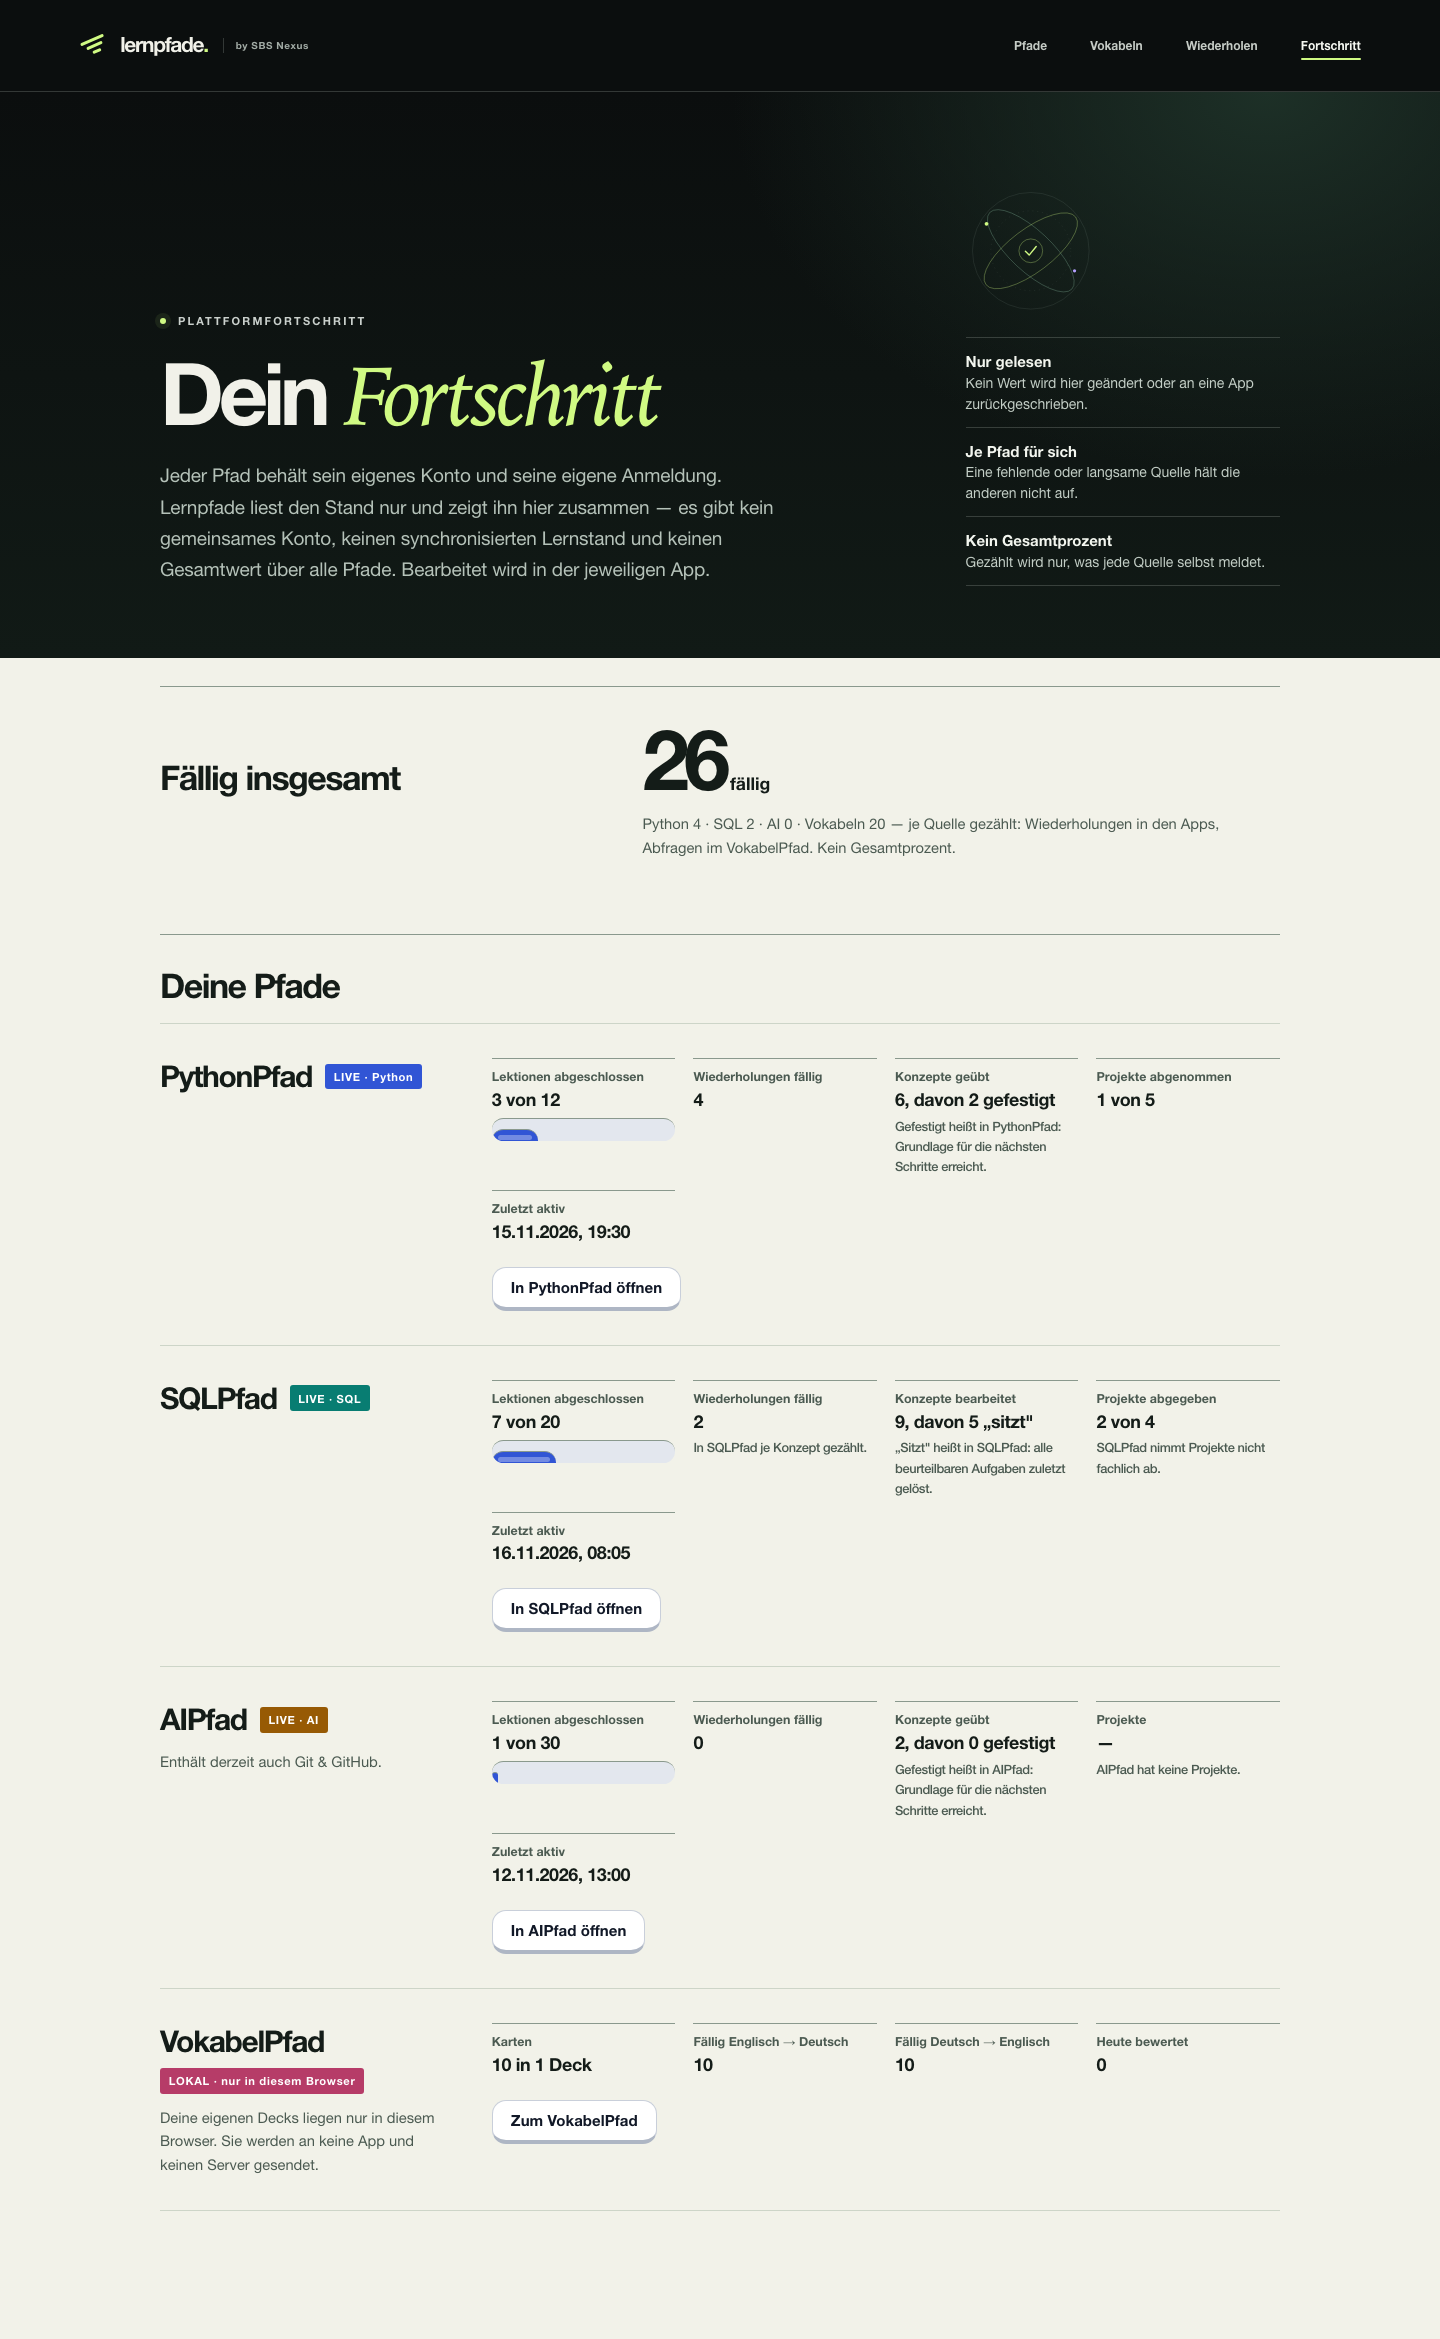 lernpfade.
by SBS Nexus
Pfade
Vokabeln
Wiederholen
Fortschritt
PLATTFORMFORTSCHRITT
Dein Fortschritt
Jeder Pfad behält sein eigenes Konto und seine eigene Anmeldung.
Lernpfade liest den Stand nur und zeigt ihn hier zusammen — es gibt kein
gemeinsames Konto, keinen synchronisierten Lernstand und keinen
Gesamtwert über alle Pfade. Bearbeitet wird in der jeweiligen App.
Nur gelesen
Kein Wert wird hier geändert oder an eine App
zurückgeschrieben.
Je Pfad für sich
Eine fehlende oder langsame Quelle hält die
anderen nicht auf.
Kein Gesamtprozent
Gezählt wird nur, was jede Quelle selbst meldet.
Fällig insgesamt
26 fällig
Python 4 · SQL 2 · AI 0 · Vokabeln 20 — je Quelle gezählt: Wiederholungen in den Apps,
Abfragen im VokabelPfad. Kein Gesamtprozent.
Deine Pfade
PythonPfad
LIVE · Python
Lektionen abgeschlossen
3 von 12
Wiederholungen fällig
4
Konzepte geübt
6, davon 2 gefestigt
Gefestigt heißt in PythonPfad:
Grundlage für die nächsten
Schritte erreicht.
Projekte abgenommen
1 von 5
Zuletzt aktiv
15.11.2026, 19:30
In PythonPfad öffnen
SQLPfad
LIVE · SQL
Lektionen abgeschlossen
7 von 20
Wiederholungen fällig
2
In SQLPfad je Konzept gezählt.
Konzepte bearbeitet
9, davon 5 „sitzt"
„Sitzt" heißt in SQLPfad: alle
beurteilbaren Aufgaben zuletzt
gelöst.
Projekte abgegeben
2 von 4
SQLPfad nimmt Projekte nicht
fachlich ab.
Zuletzt aktiv
16.11.2026, 08:05
In SQLPfad öffnen
AIPfad
LIVE · AI
Enthält derzeit auch Git & GitHub.
Lektionen abgeschlossen
1 von 30
Wiederholungen fällig
0
Konzepte geübt
2, davon 0 gefestigt
Gefestigt heißt in AIPfad:
Grundlage für die nächsten
Schritte erreicht.
Projekte
—
AIPfad hat keine Projekte.
Zuletzt aktiv
12.11.2026, 13:00
In AIPfad öffnen
VokabelPfad
LOKAL · nur in diesem Browser
Deine eigenen Decks liegen nur in diesem
Browser. Sie werden an keine App und
keinen Server gesendet.
Karten
10 in 1 Deck
Fällig Englisch → Deutsch
10
Fällig Deutsch → Englisch
10
Heute bewertet
0
Zum VokabelPfad